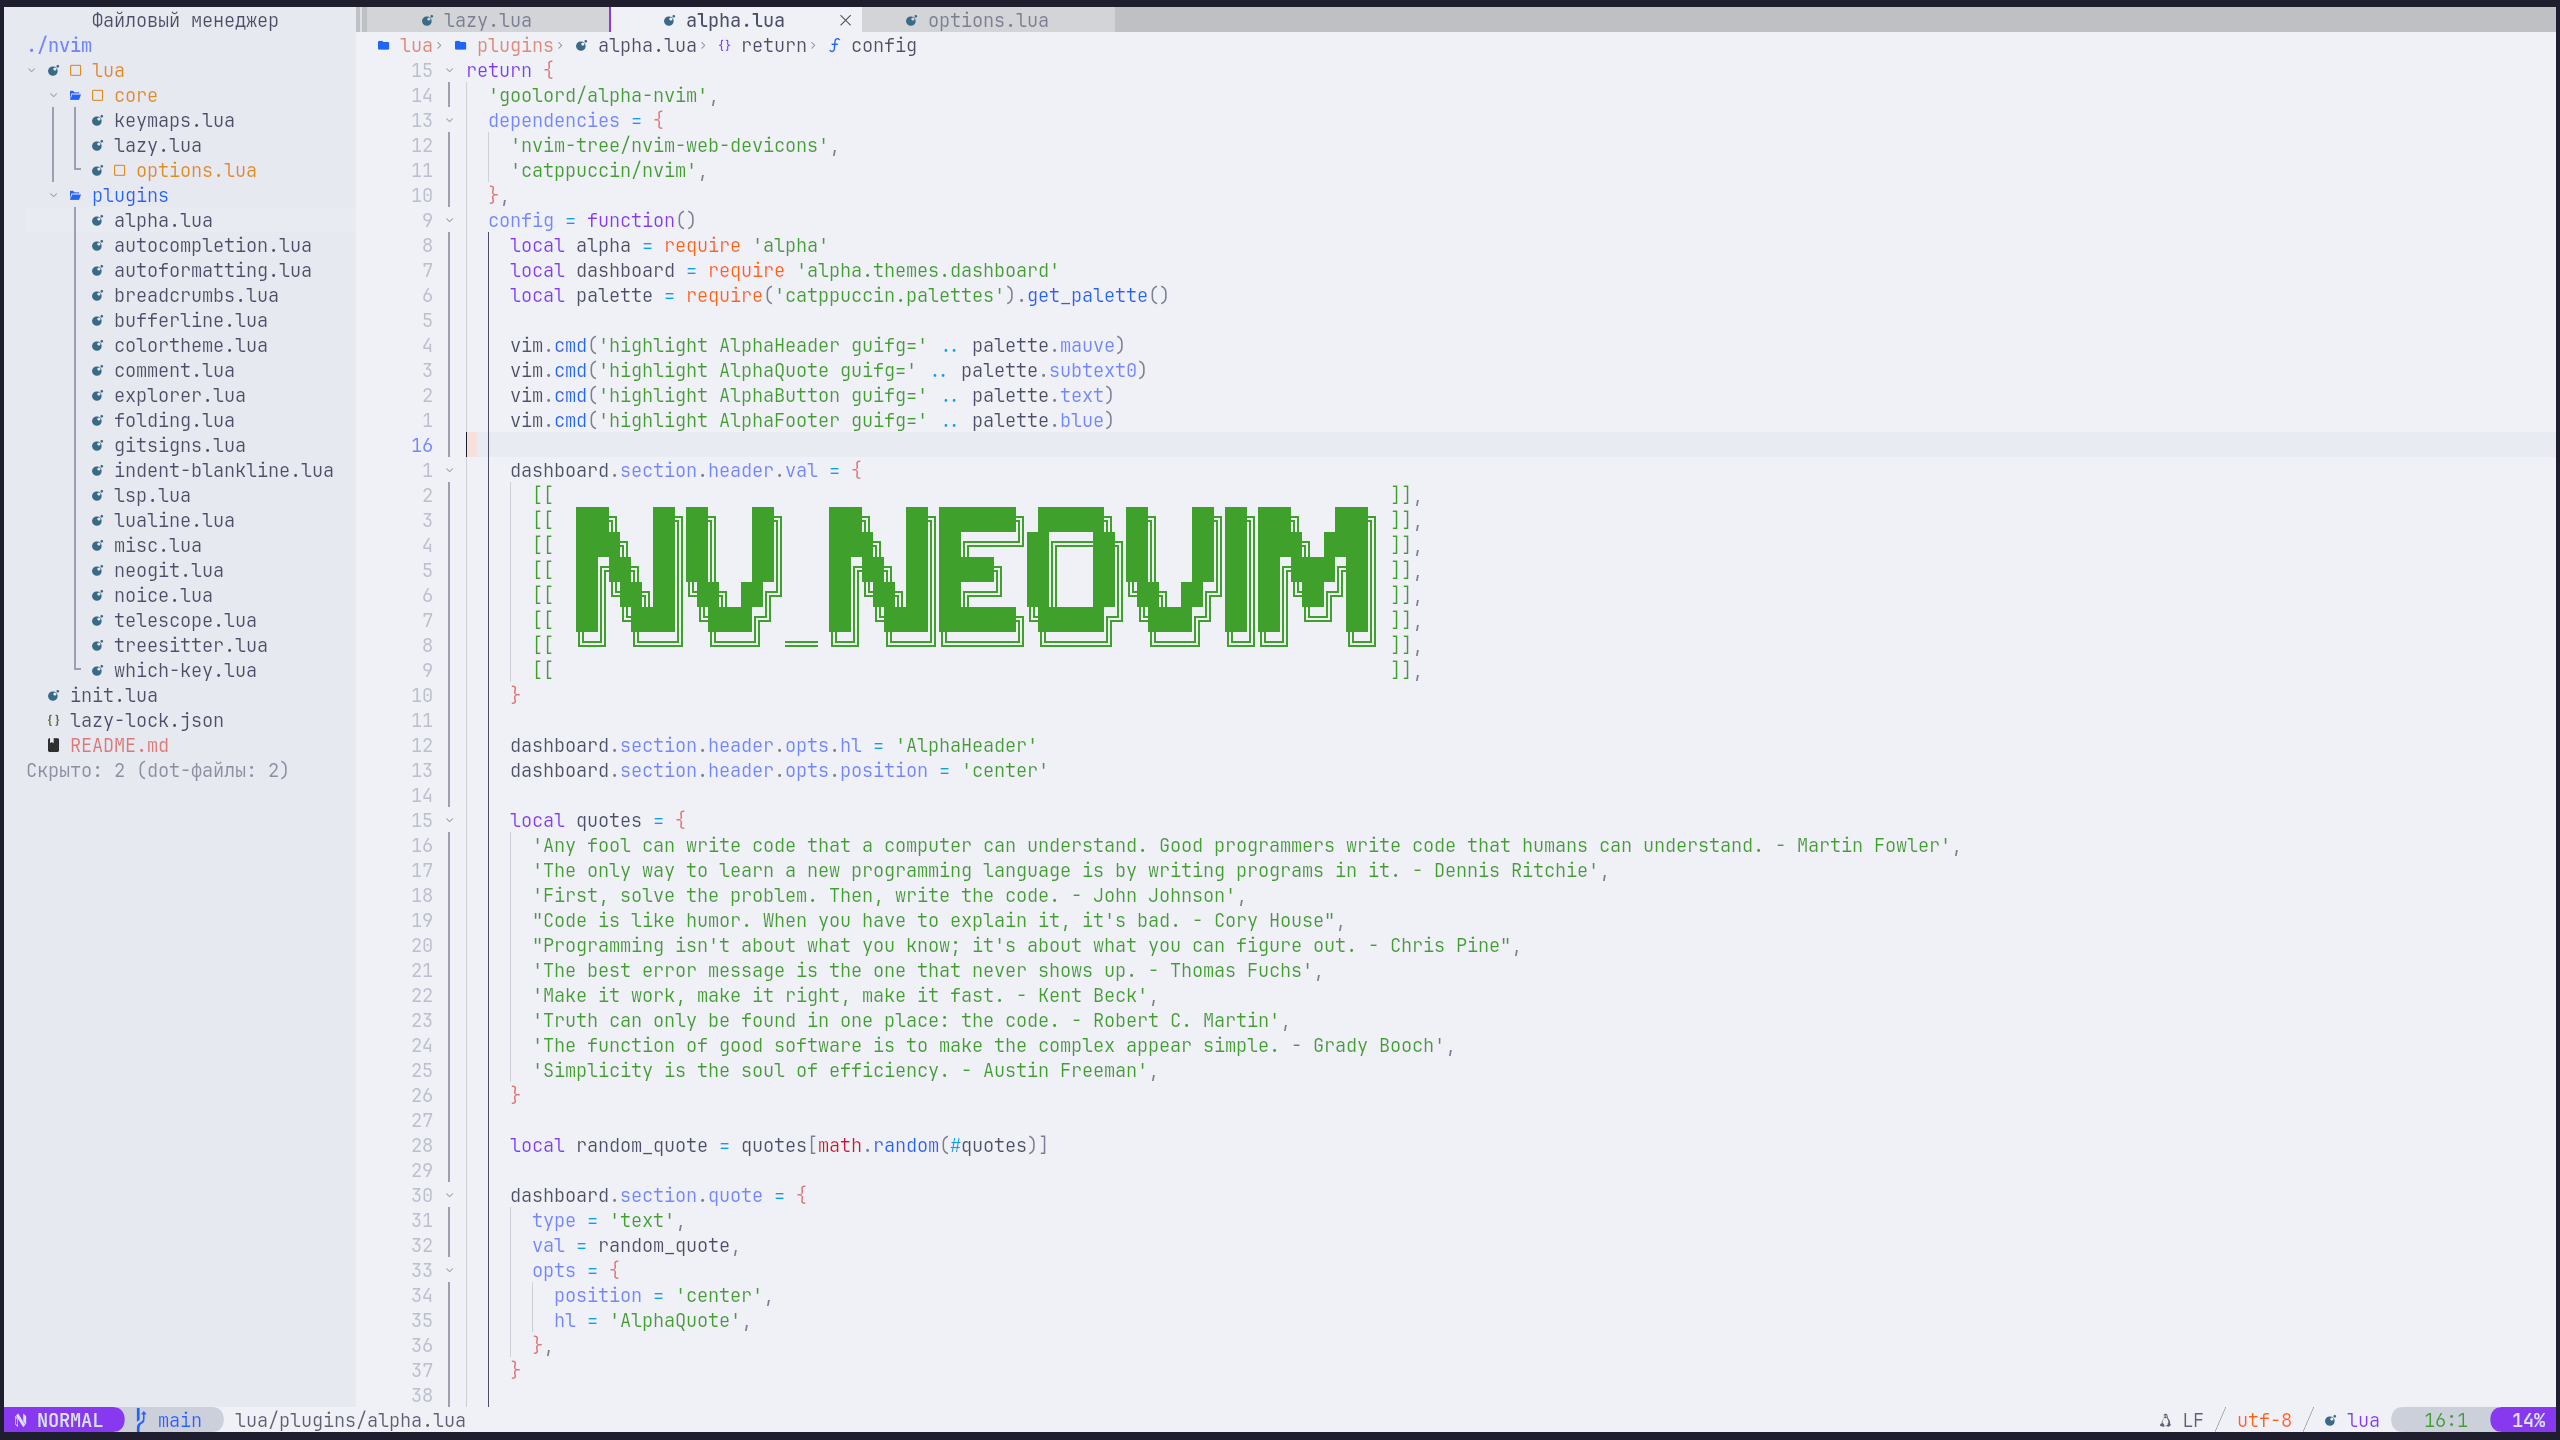 Файловый менеджер
./nvim
lua
core
keymaps.lua
lazy.lua
options.lua
plugins
alpha.lua
autocompletion.lua
autoformatting.lua
breadcrumbs.lua
bufferline.lua
colortheme.lua
comment.lua
explorer.lua
folding.lua
gitsigns.lua
indent-blankline.lua
lsp.lua
lualine.lua
misc.lua
neogit.lua
noice.lua
telescope.lua
treesitter.lua
which-key.lua
init.lua
{} lazy-lock.json
README.md
Скрыто: 2 (dot-файлы: 2)
lazy.lua alpha.lua options.lua
lua › plugins › alpha.lua › {} return › ƒ config
15 return {
14 'goolord/alpha-nvim',
13 dependencies = {
12 'nvim-tree/nvim-web-devicons',
11 'catppuccin/nvim',
10 },
9 config = function()
8 local alpha = require 'alpha'
7 local dashboard = require 'alpha.themes.dashboard'
6 local palette = require('catppuccin.palettes').get_palette()
5
4 vim.cmd('highlight AlphaHeader guifg=' .. palette.mauve)
3 vim.cmd('highlight AlphaQuote guifg=' .. palette.subtext0)
2 vim.cmd('highlight AlphaButton guifg=' .. palette.text)
1 vim.cmd('highlight AlphaFooter guifg=' .. palette.blue)
16
1 dashboard.section.header.val = {
2 [[ ]],
3 [[ ]],
4 [[ ]],
5 [[ NV_NEOVIM ]],
6 [[ ]],
7 [[ ]],
8 [[ ]],
9 [[ ]],
10 }
11
12 dashboard.section.header.opts.hl = 'AlphaHeader'
13 dashboard.section.header.opts.position = 'center'
14
15 local quotes = {
16 'Any fool can write code that a computer can understand. Good programmers write code that humans can understand. - Martin Fowler',
17 'The only way to learn a new programming language is by writing programs in it. - Dennis Ritchie',
18 'First, solve the problem. Then, write the code. - John Johnson',
19 "Code is like humor. When you have to explain it, it's bad. - Cory House",
20 "Programming isn't about what you know; it's about what you can figure out. - Chris Pine",
21 'The best error message is the one that never shows up. - Thomas Fuchs',
22 'Make it work, make it right, make it fast. - Kent Beck',
23 'Truth can only be found in one place: the code. - Robert C. Martin',
24 'The function of good software is to make the complex appear simple. - Grady Booch',
25 'Simplicity is the soul of efficiency. - Austin Freeman',
26 }
27
28 local random_quote = quotes[math.random(#quotes)]
29
30 dashboard.section.quote = {
31 type = 'text',
32 val = random_quote,
33 opts = {
34 position = 'center',
35 hl = 'AlphaQuote',
36 },
37 }
38
NORMAL main lua/plugins/alpha.lua LF utf-8 lua 16:1 14%